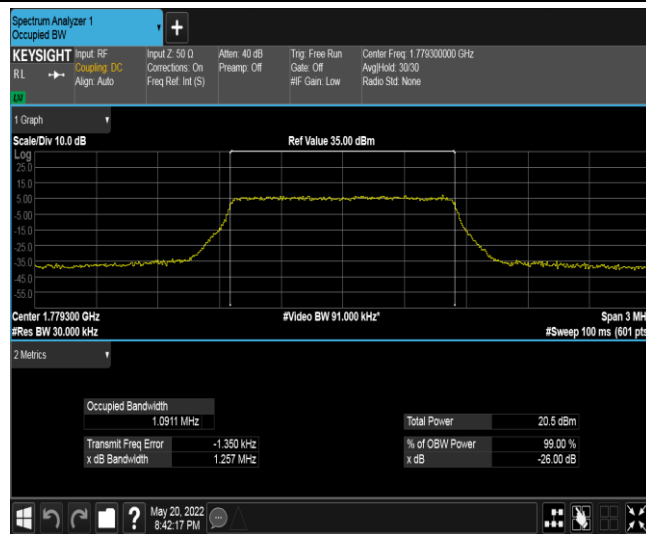 Spectrum Analyzer 1
Occupied BW
+
KEYSIGHT Input: RF Input Z: 50 Ω Atten: 40 dB Trig: Free Run Center Freq: 1.779300000 GHz
RL Coupling: DC Corrections: On Preamp: Off Gate: Off Avg|Hold: 30/30
Align: Auto Freq Ref: Int (S) #IF Gain: Low Radio Std: None
1 Graph
Scale/Div 10.0 dB Ref Value 35.00 dBm
Log
25.0
15.0
5.00
-5.00
-15.0
-25.0
-35.0
-45.0
-55.0
Center 1.779300 GHz #Video BW 91.000 kHz* Span 3 MH
#Res BW 30.000 kHz #Sweep 100 ms (601 pts
2 Metrics
Occupied Bandwidth
1.0911 MHz Total Power 20.5 dBm
Transmit Freq Error -1.350 kHz % of OBW Power 99.00 %
x dB Bandwidth 1.257 MHz x dB -26.00 dB
? May 20, 2022
8:42:17 PM